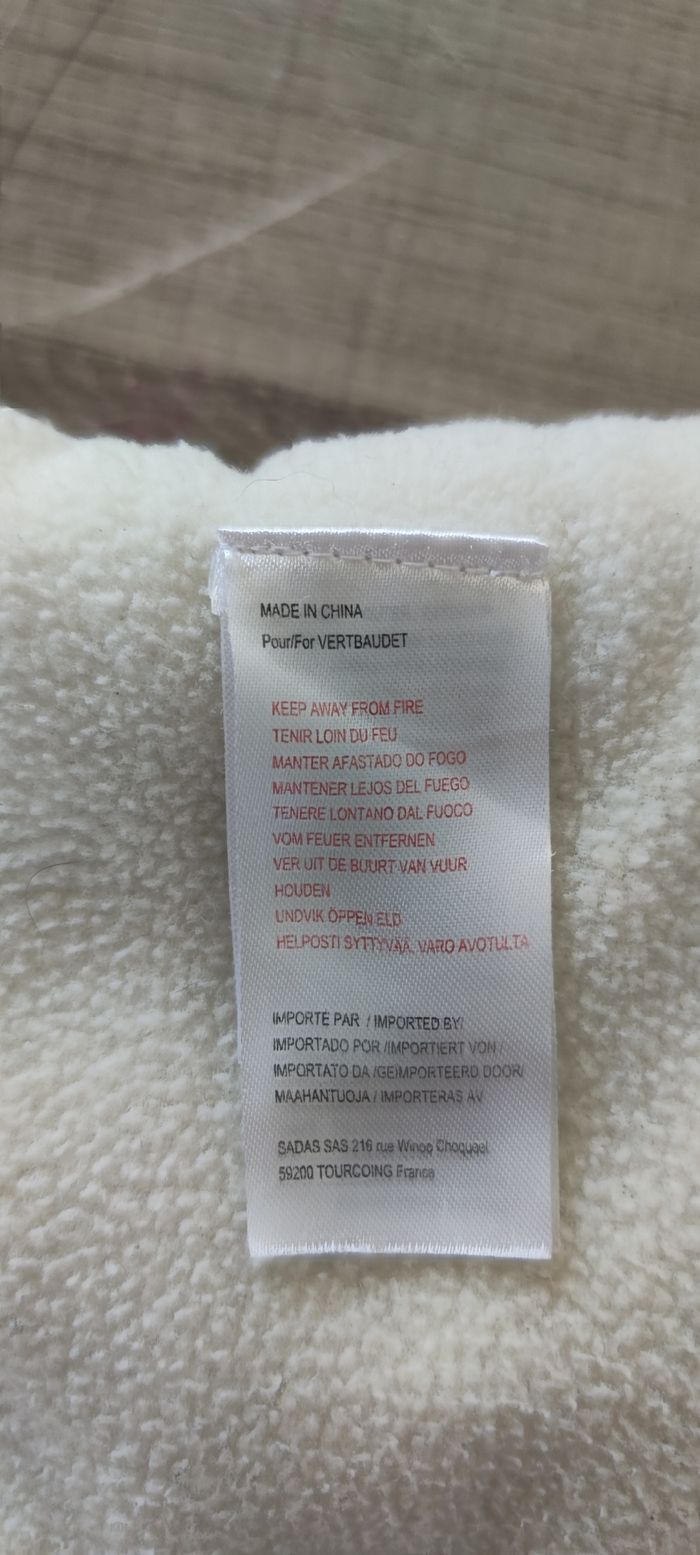 MADE IN CHINA
Pour/For VERTBAUDET
KEEP AWAY FROM FIRE
TENIR LOIN DU FEU
MANTER AFASTADO DO FOGO
MANTENER LEJOS DEL FUEGO
TENERE LONTANO DAL FUOCO
VOM FEUER ENTFERNEN
VER UIT DE BUURT VAN VUUR
HOUDEN
UNDVIK ÖPPEN ELD
HELPOSTI SYTTYVÄÄ. VARO AVOTULTA
IMPORTE PAR / IMPORTED BY/
IMPORTADO POR /IMPORTIERT VON /
IMPORTATO DA /GEIMPORTEERD DOOR/
MAAHANTUOJA / IMPORTERAS AV
SADAS SAS 216 rue Winoc Choqueel
59200 TOURCOING France